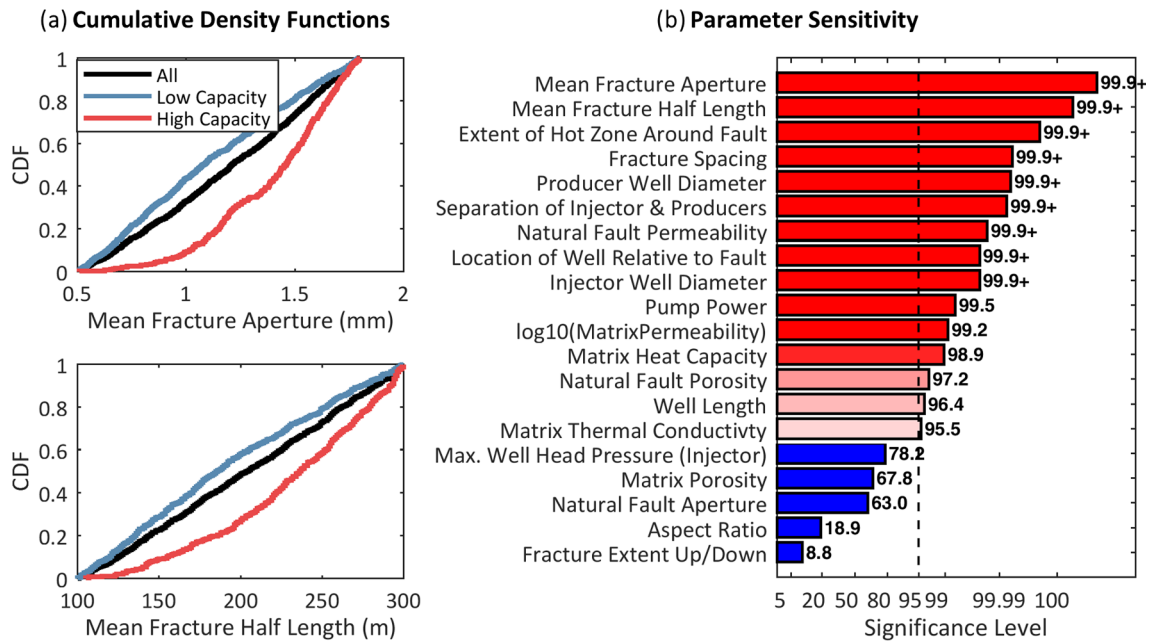 (a) Cumulative Density Functions
1
0.8
0.6
0.4
0.2
0
CDF
All
Low Capacity
High Capacity
0.5 1 1.5 2
Mean Fracture Aperture (mm)
1
0.8
0.6
0.4
0.2
0
CDF
100 150 200 250 300
Mean Fracture Half Length (m)
(b) Parameter Sensitivity
Mean Fracture Aperture 99.9+
Mean Fracture Half Length 99.9+
Extent of Hot Zone Around Fault 99.9+
Fracture Spacing 99.9+
Producer Well Diameter 99.9+
Separation of Injector & Producers 99.9+
Natural Fault Permeability 99.9+
Location of Well Relative to Fault 99.9+
Injector Well Diameter 99.9+
Pump Power 99.5
log10(MatrixPermeability) 99.2
Matrix Heat Capacity 98.9
Natural Fault Porosity 97.2
Well Length 96.4
Matrix Thermal Conductivty 95.5
Max. Well Head Pressure (Injector) 78.2
Matrix Porosity 67.8
Natural Fault Aperture 63.0
Aspect Ratio 18.9
Fracture Extent Up/Down 8.8
5 20 50 80 95 99 99.99 100
Significance Level